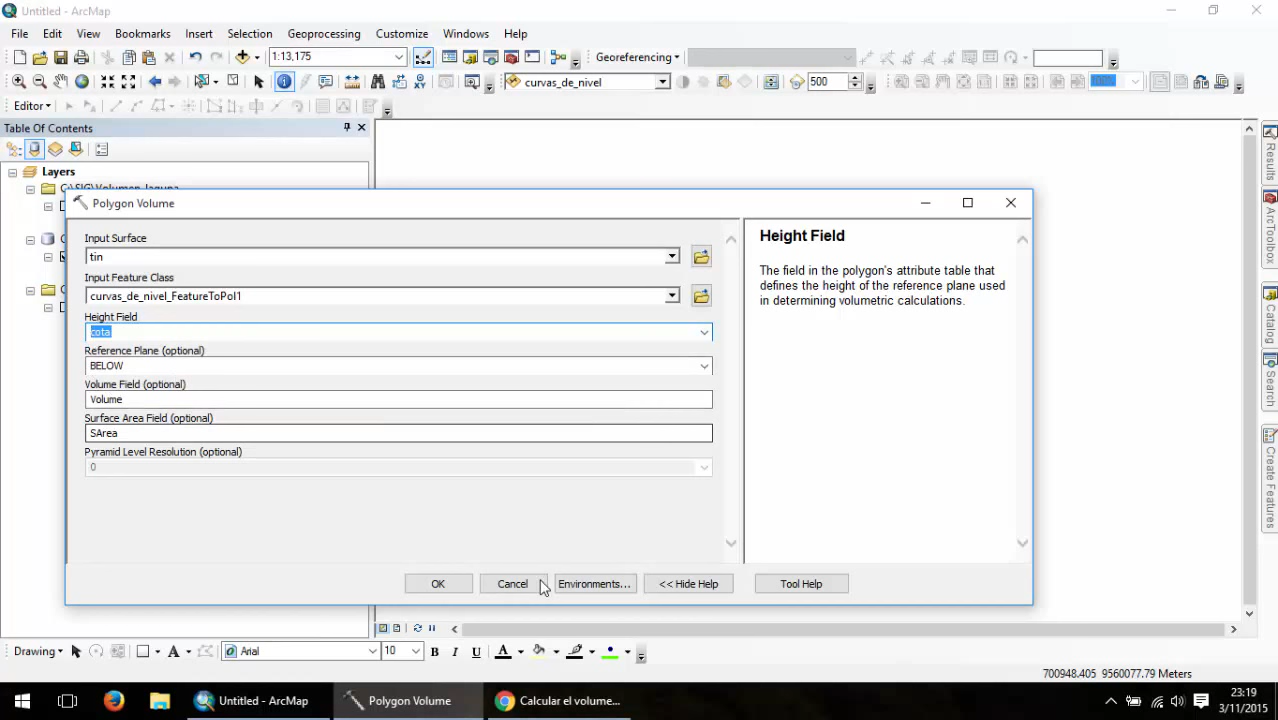 Untitled - ArcMap
File Edit View Bookmarks Insert Selection Geoprocessing Customize Windows Help
1:13,175 Georeferencing
curvas_de_nivel 500
Editor
Table Of Contents
Layers
Polygon Volume
Input Surface
tin
Input Feature Class
curvas_de_nivel_FeatureToPol1
Height Field
cota
Reference Plane (optional)
BELOW
Volume Field (optional)
Volume
Surface Area Field (optional)
SArea
Pyramid Level Resolution (optional)
0
Height Field
The field in the polygon's attribute table that
defines the height of the reference plane used
in determining volumetric calculations.
OK Cancel Environments... << Hide Help Tool Help
Results
ArcToolbox
Catalog
Search
Create Features
Drawing Arial 10 B I U A
700948.405 9560077.79 Meters
Untitled - ArcMap Polygon Volume Calcular el volume...
23:19
3/11/2015